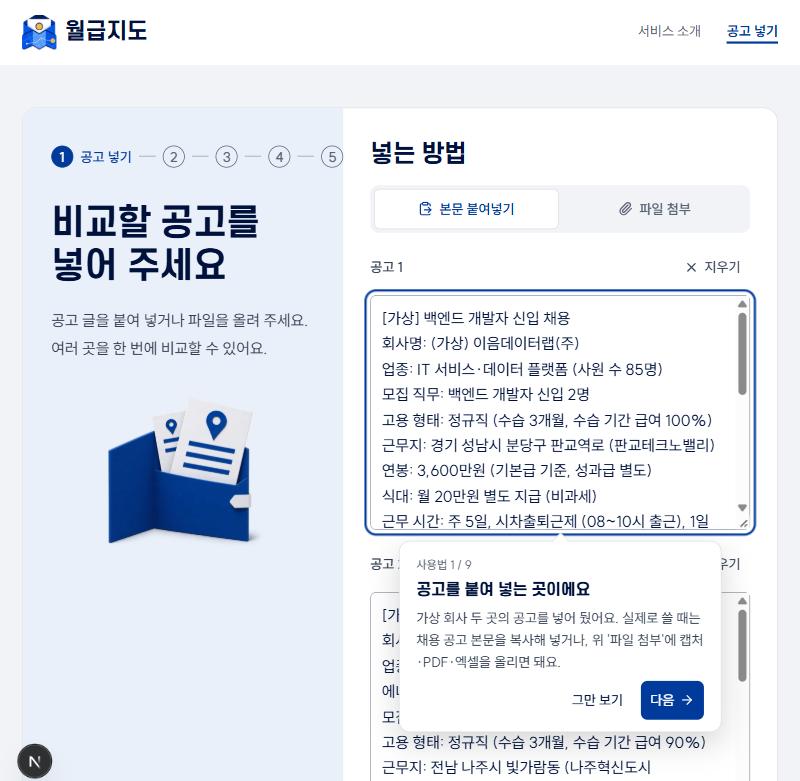 월급지도
서비스 소개
공고 넣기
1 공고 넣기 2 3 4 5
비교할 공고를
넣어 주세요
공고 글을 붙여 넣거나 파일을 올려 주세요.
여러 곳을 한 번에 비교할 수 있어요.
넣는 방법
본문 붙여넣기
파일 첨부
공고 1
지우기
[가상] 백엔드 개발자 신입 채용
회사명: (가상) 이음데이터랩(주)
업종: IT 서비스·데이터 플랫폼 (사원 수 85명)
모집 직무: 백엔드 개발자 신입 2명
고용 형태: 정규직 (수습 3개월, 수습 기간 급여 100%)
근무지: 경기 성남시 분당구 판교역로 (판교테크노밸리)
연봉: 3,600만원 (기본급 기준, 성과급 별도)
식대: 월 20만원 별도 지급 (비과세)
근무 시간: 주 5일, 시차출퇴근제 (08~10시 출근), 1일
공고
우기
사용법 1 / 9
공고를 붙여 넣는 곳이에요
가상 회사 두 곳의 공고를 넣어 뒀어요. 실제로 쓸 때는
채용 공고 본문을 복사해 넣거나, 위 '파일 첨부'에 캡처
·PDF·엑셀을 올리면 돼요.
그만 보기
다음
고용 형태: 정규직 (수습 3개월, 수습 기간 급여 90%)
근무지: 전남 나주시 빛가람동 (나주혁신도시
N